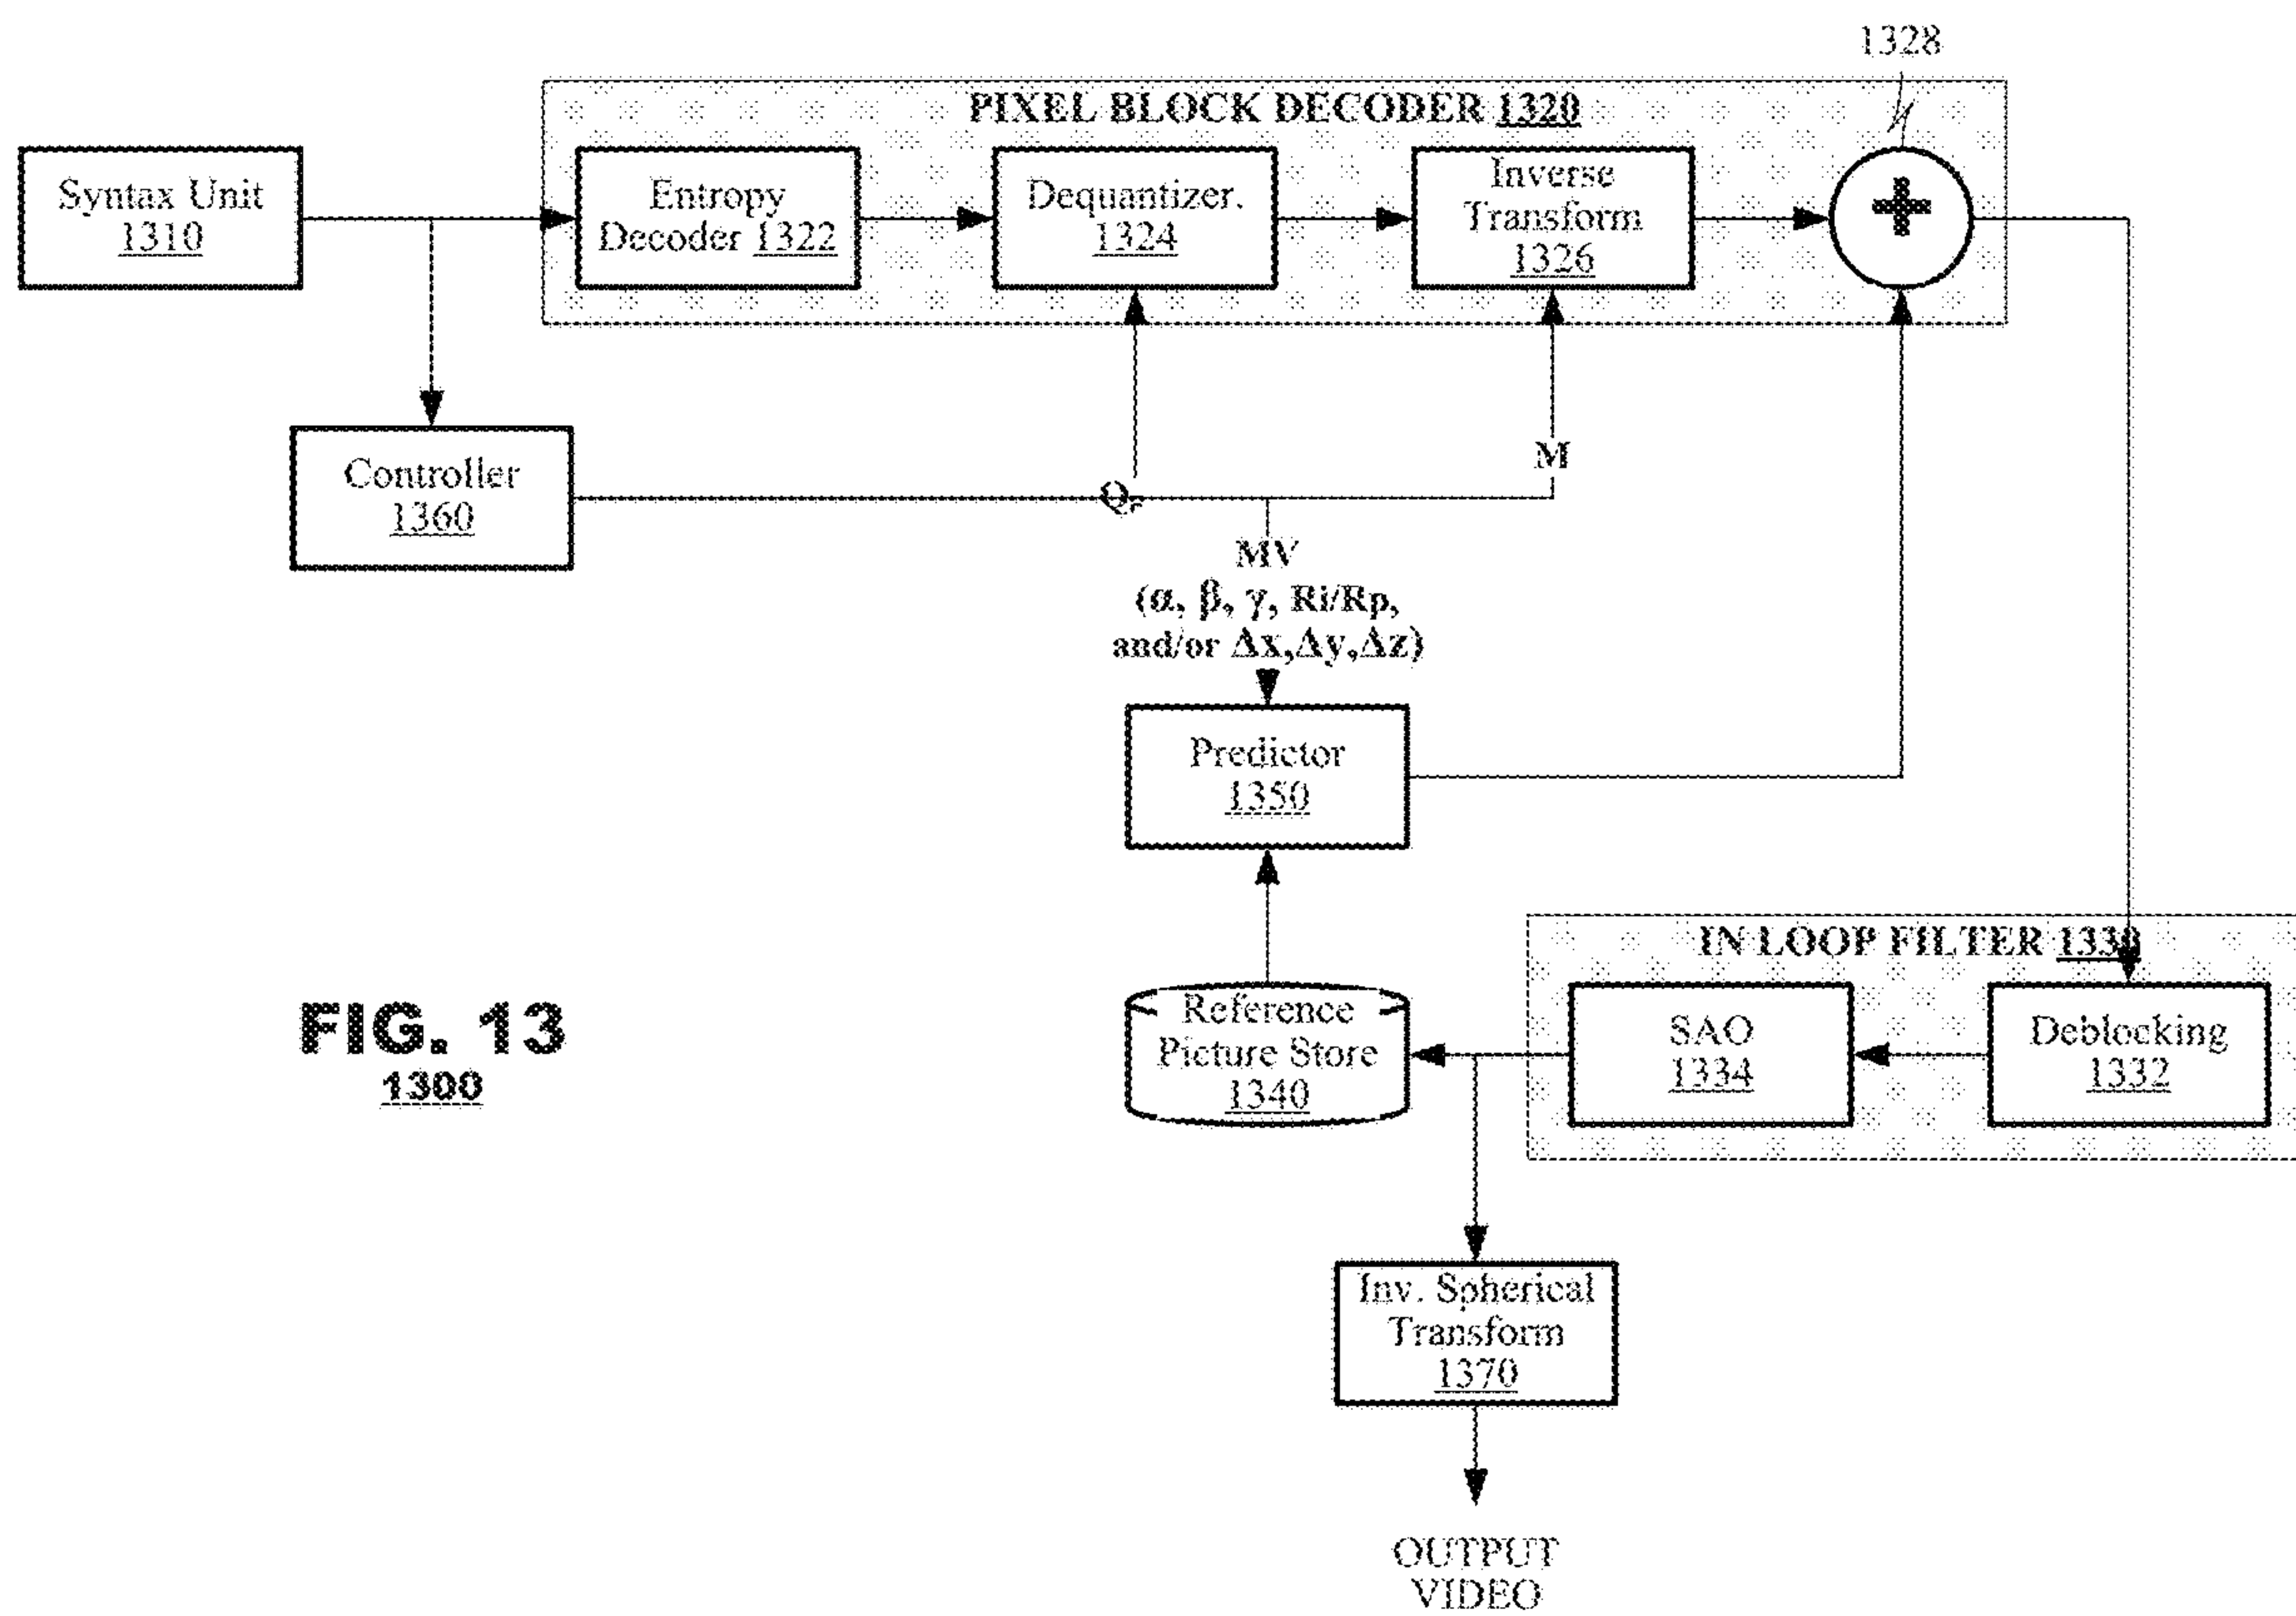 1328
PIXEL BLOCK DECODER 1320
Syntax Unit
1310
Entropy
Decoder 1322
Dequantizer.
1324
Inverse
Transform
1326
Controller
1360
M
MV
(α, β, γ, Ri/Rp,
and/or Δx,Δy,Δz)
Predictor
1350
IN LOOP FILTER 1330
Reference
Picture Store
1340
SAO
1334
Deblocking
1332
FIG. 13
1300
Inv. Spherical
Transform
1370
OUTPUT
VIDEO